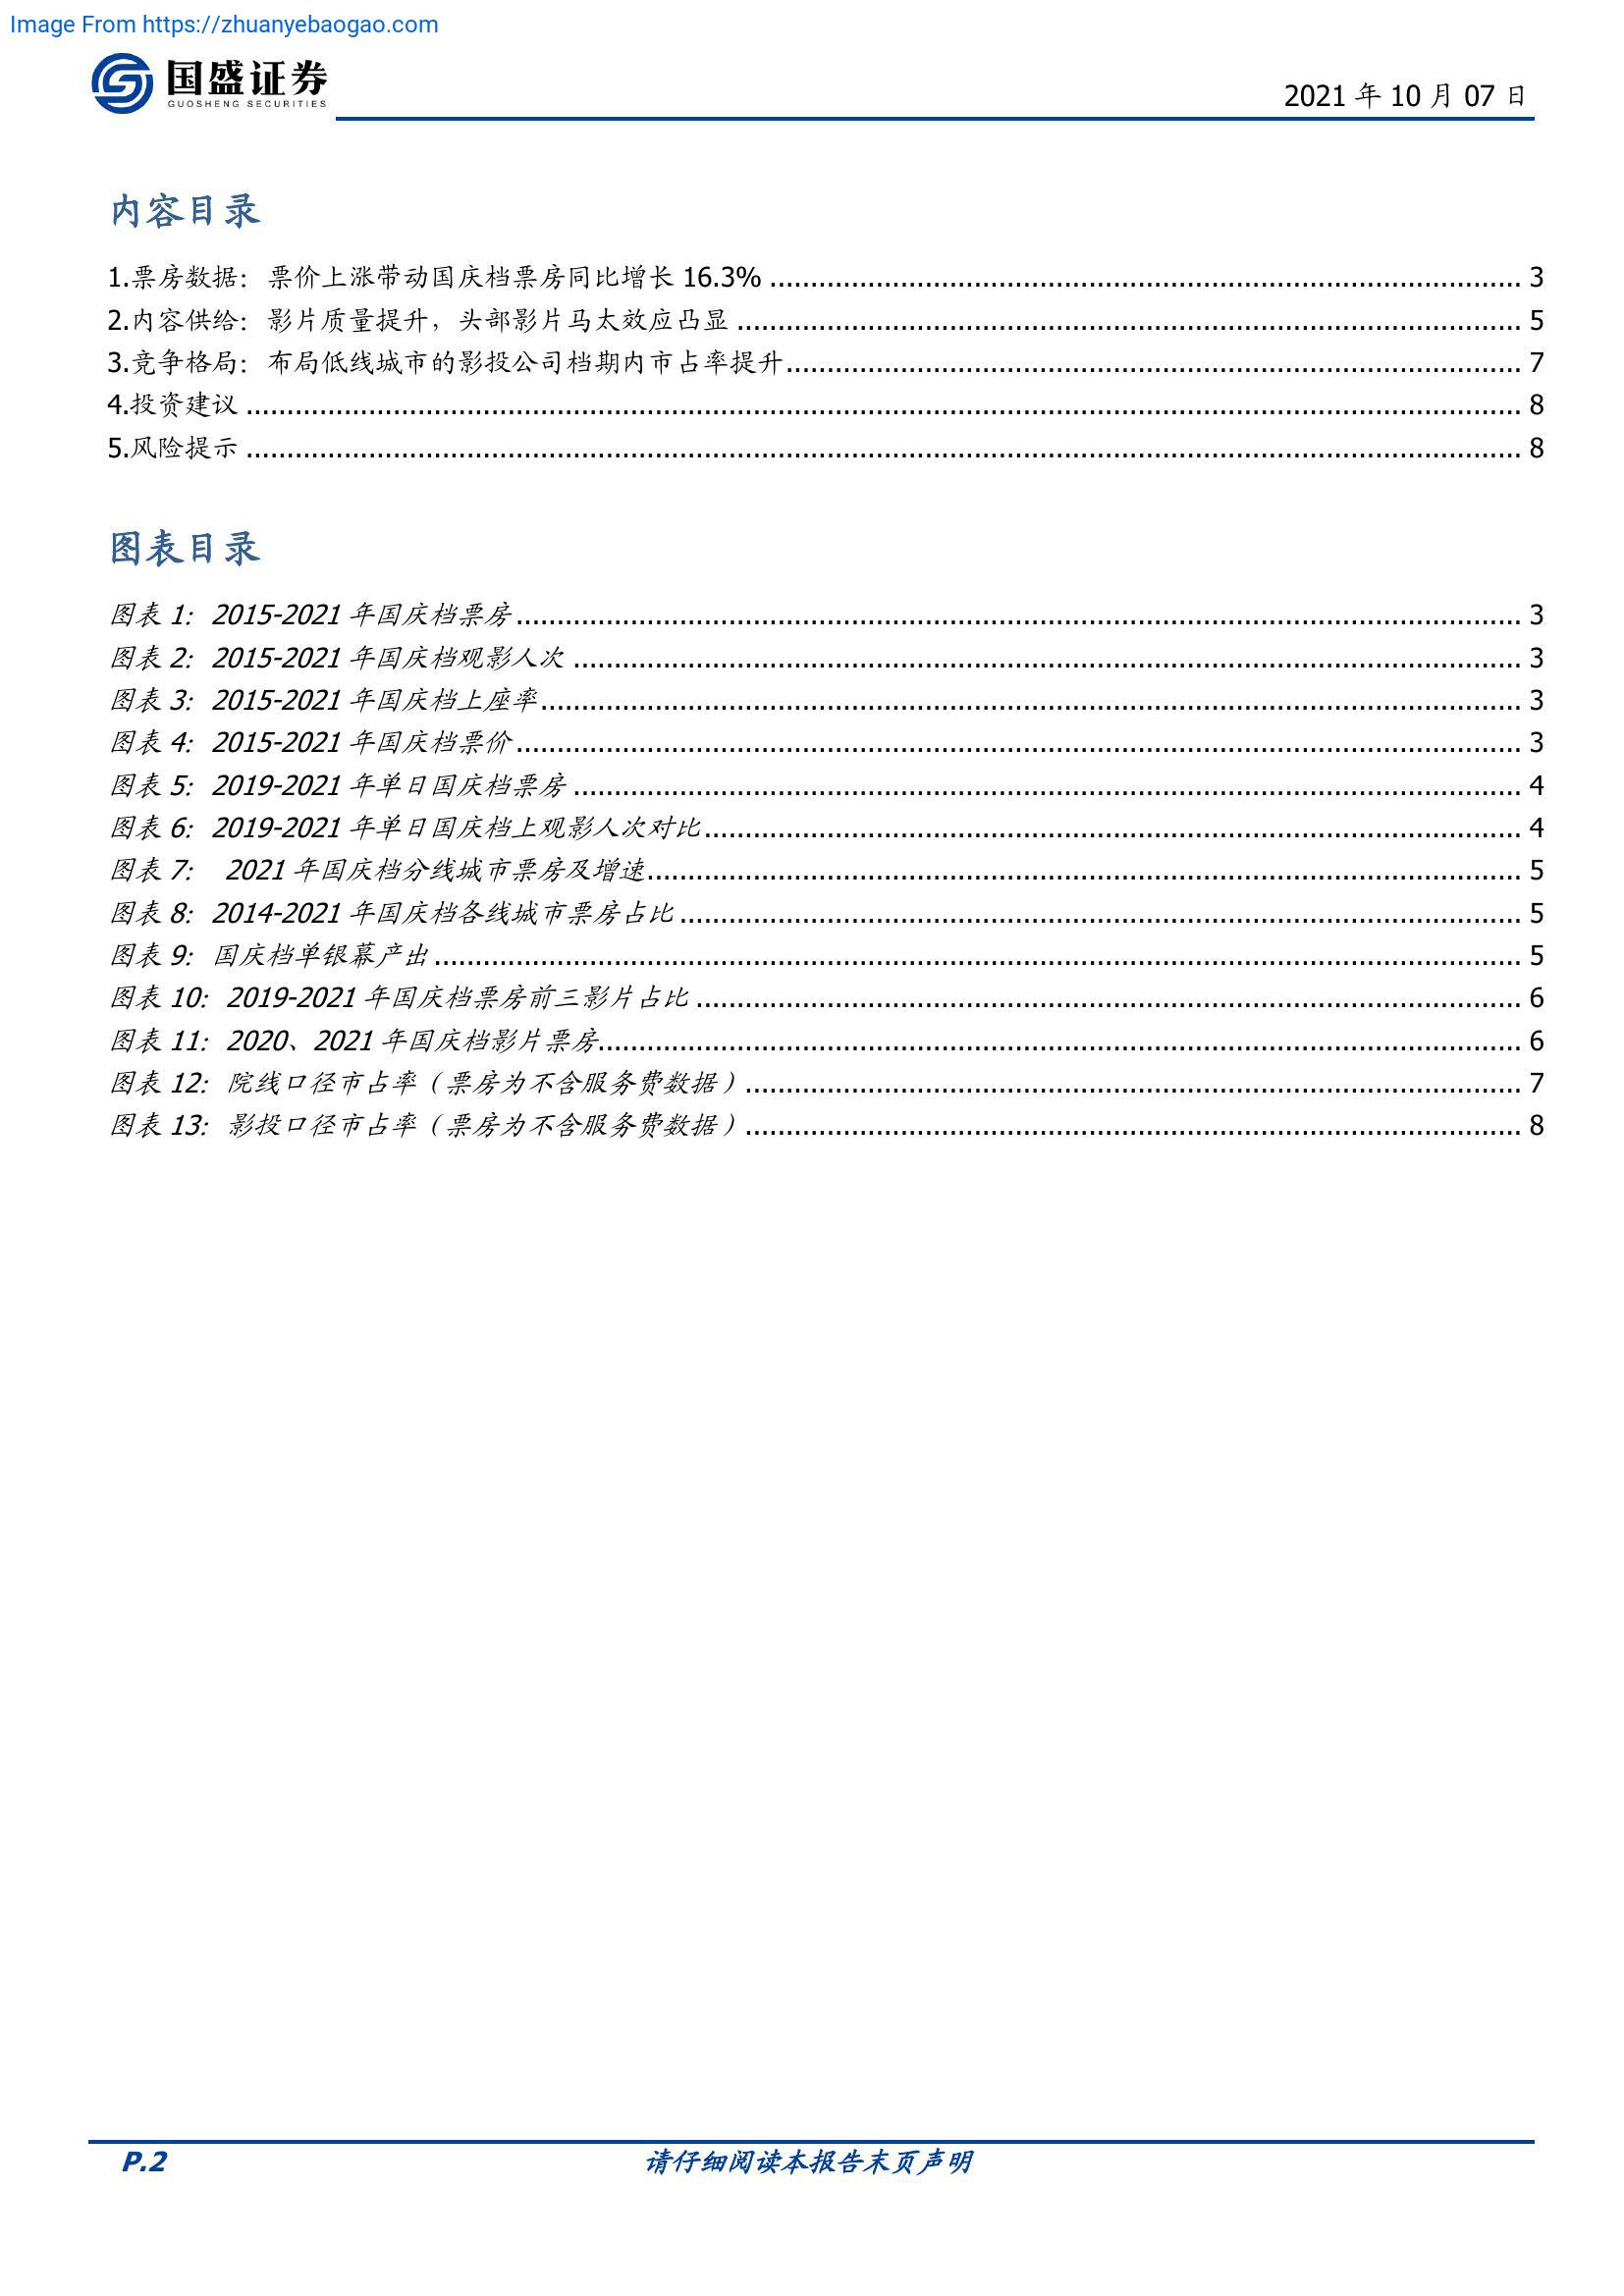 Image From https://zhuanyebaogao.com
国盛证券
GUOSHENG SECURITIES
2021 年 10 月 07 日
内容目录
1.票房数据：票价上涨带动国庆档票房同比增长 16.3% ........ 3
2.内容供给：影片质量提升，头部影片马太效应凸显 ........ 5
3.竞争格局：布局低线城市的影投公司档期内市占率提升 ........ 7
4.投资建议 ........ 8
5.风险提示 ........ 8
图表目录
图表 1：2015-2021 年国庆档票房 ........ 3
图表 2：2015-2021 年国庆档观影人次 ........ 3
图表 3：2015-2021 年国庆档上座率 ........ 3
图表 4：2015-2021 年国庆档票价 ........ 3
图表 5：2019-2021 年单日国庆档票房 ........ 4
图表 6：2019-2021 年单日国庆档上观影人次对比 ........ 4
图表 7： 2021 年国庆档分线城市票房及增速 ........ 5
图表 8：2014-2021 年国庆档各线城市票房占比 ........ 5
图表 9：国庆档单银幕产出 ........ 5
图表 10：2019-2021 年国庆档票房前三影片占比 ........ 6
图表 11：2020、2021 年国庆档影片票房 ........ 6
图表 12：院线口径市占率（票房为不含服务费数据） ........ 7
图表 13：影投口径市占率（票房为不含服务费数据） ........ 8
P.2
请仔细阅读本报告末页声明